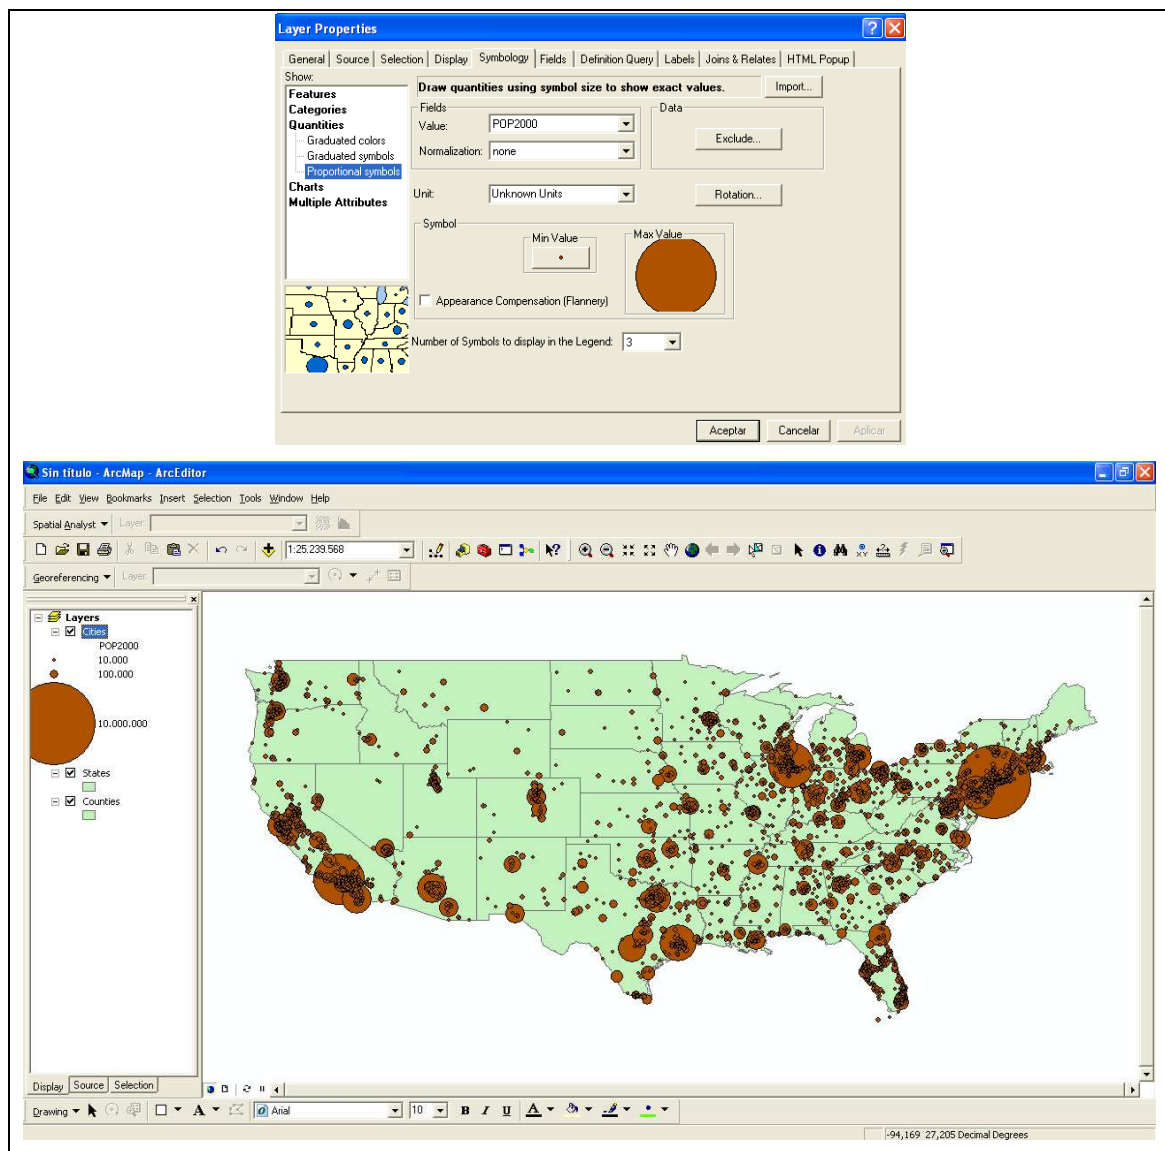 Layer Properties
General Source Selection Display Symbology Fields Definition Query Labels Joins & Relates HTML Popup
Show:
Features
Categories
Quantities
Graduated colors
Graduated symbols
Proportional symbols
Charts
Multiple Attributes
Draw quantities using symbol size to show exact values.
Import...
Fields
Value: POP2000
Normalization: none
Data
Exclude...
Unit: Unknown Units
Rotation...
Symbol
Min Value
Max Value
Appearance Compensation (Flannery)
Number of Symbols to display in the Legend: 3
Aceptar Cancelar Aplicar
Sin título - ArcMap - ArcEditor
File Edit View Bookmarks Insert Selection Tools Window Help
Spatial Analyst Layer:
1:25.239.568
Georeferencing Layer:
Layers
Cities
POP2000
10.000
100.000
10.000.000
States
Counties
Display Source Selection
Drawing A Arial 10 B I U A
-94,169 27,205 Decimal Degrees